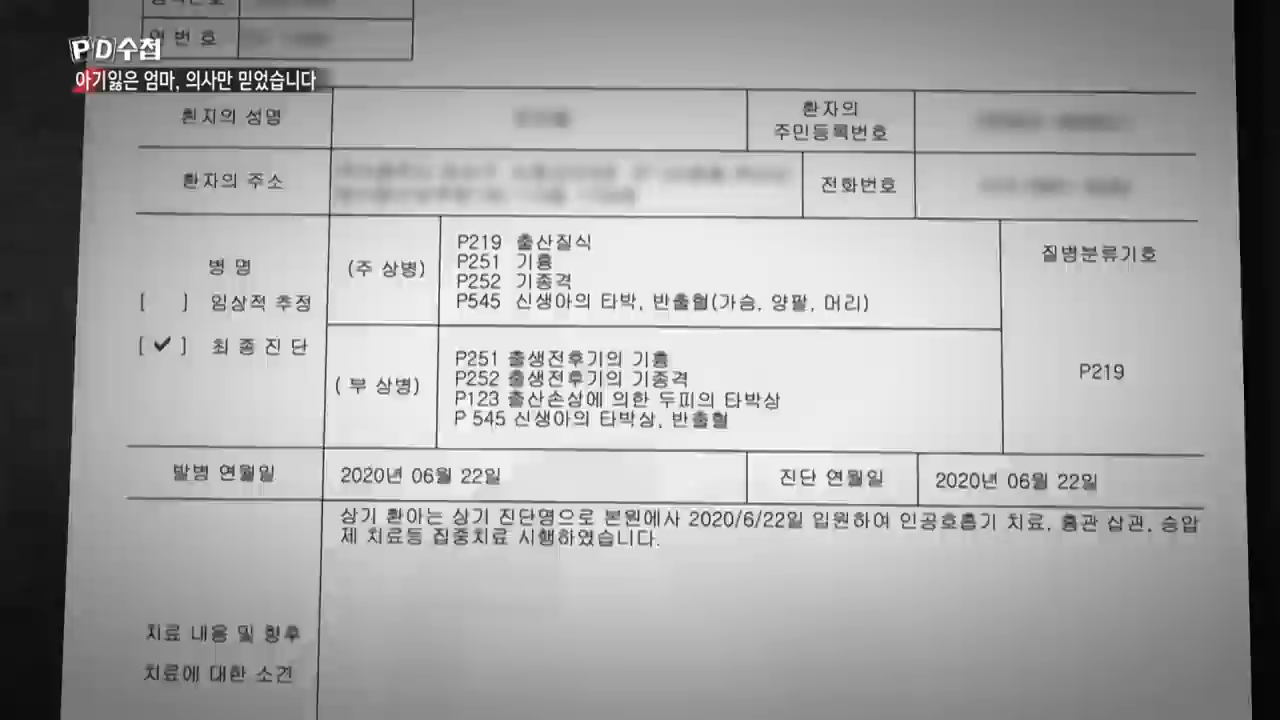 PD수첩
아기잃은 엄마, 의사만 믿었습니다
번 호
환자의 성명
환자의
주민등록번호
환자의 주소
전화번호
병 명
[ ] 임상적 추정
[✔] 최 종 진 단
(주 상병)
P219 출산질식
P251 기흉
P252 기종격
P545 신생아의 타박, 반출혈(가슴, 양팔, 머리)
질병분류기호
P219
(부 상병)
P251 출생전후기의 기흉
P252 출생전후기의 기종격
P123 출산손상에 의한 두피의 타박상
P 545 신생아의 타박상, 반출혈
발병 연월일
2020년 06월 22일
진단 연월일
2020년 06월 22일
상기 환아는 상기 진단명으로 본원에사 2020/6/22일 입원하여 인공호흡기 치료, 흉관 삽관, 승압
제 치료등 집중치료 시행하였습니다.
치료 내용 및 향후
치료에 대한 소견